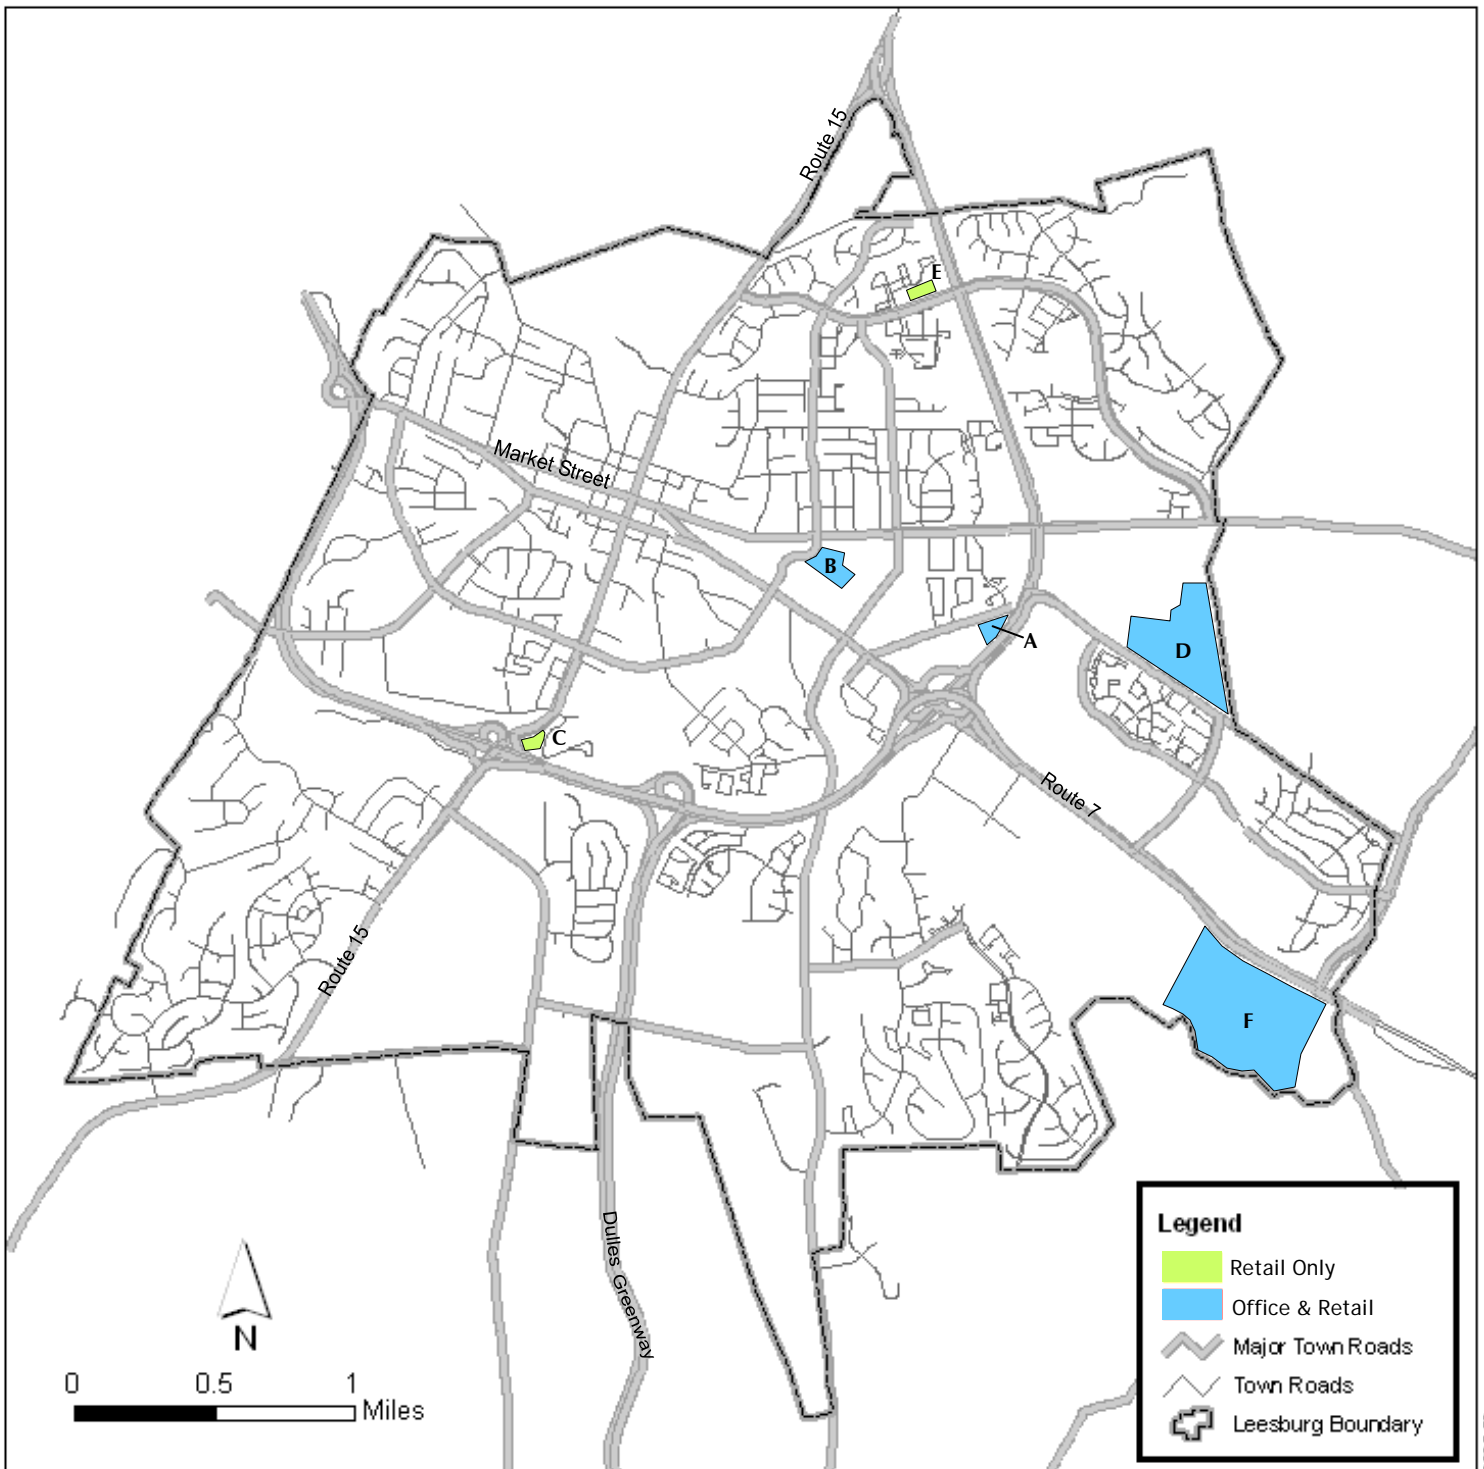 Route 15
E
Market Street
B
A
D
C
Route 7
Route 15
F
Dulles Greenway
N
0 0.5 1
Miles
Legend
Retail Only
Office & Retail
Major Town Roads
Town Roads
Leesburg Boundary